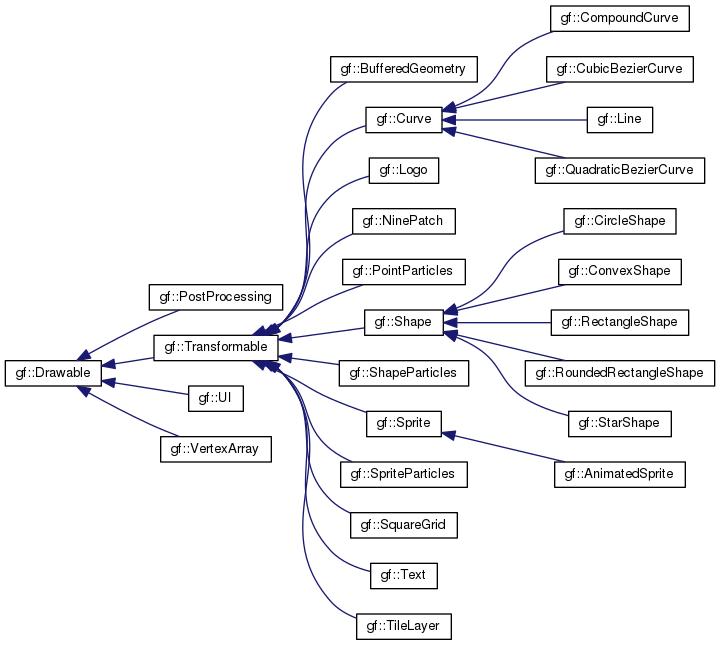 gf::CompoundCurve
gf::BufferedGeometry
gf::CubicBezierCurve
gf::Curve
gf::Line
gf::Logo
gf::QuadraticBezierCurve
gf::NinePatch
gf::CircleShape
gf::PointParticles
gf::ConvexShape
gf::PostProcessing
gf::Shape
gf::RectangleShape
gf::Transformable
gf::Drawable
gf::ShapeParticles
gf::RoundedRectangleShape
gf::UI
gf::Sprite
gf::StarShape
gf::VertexArray
gf::SpriteParticles
gf::AnimatedSprite
gf::SquareGrid
gf::Text
gf::TileLayer